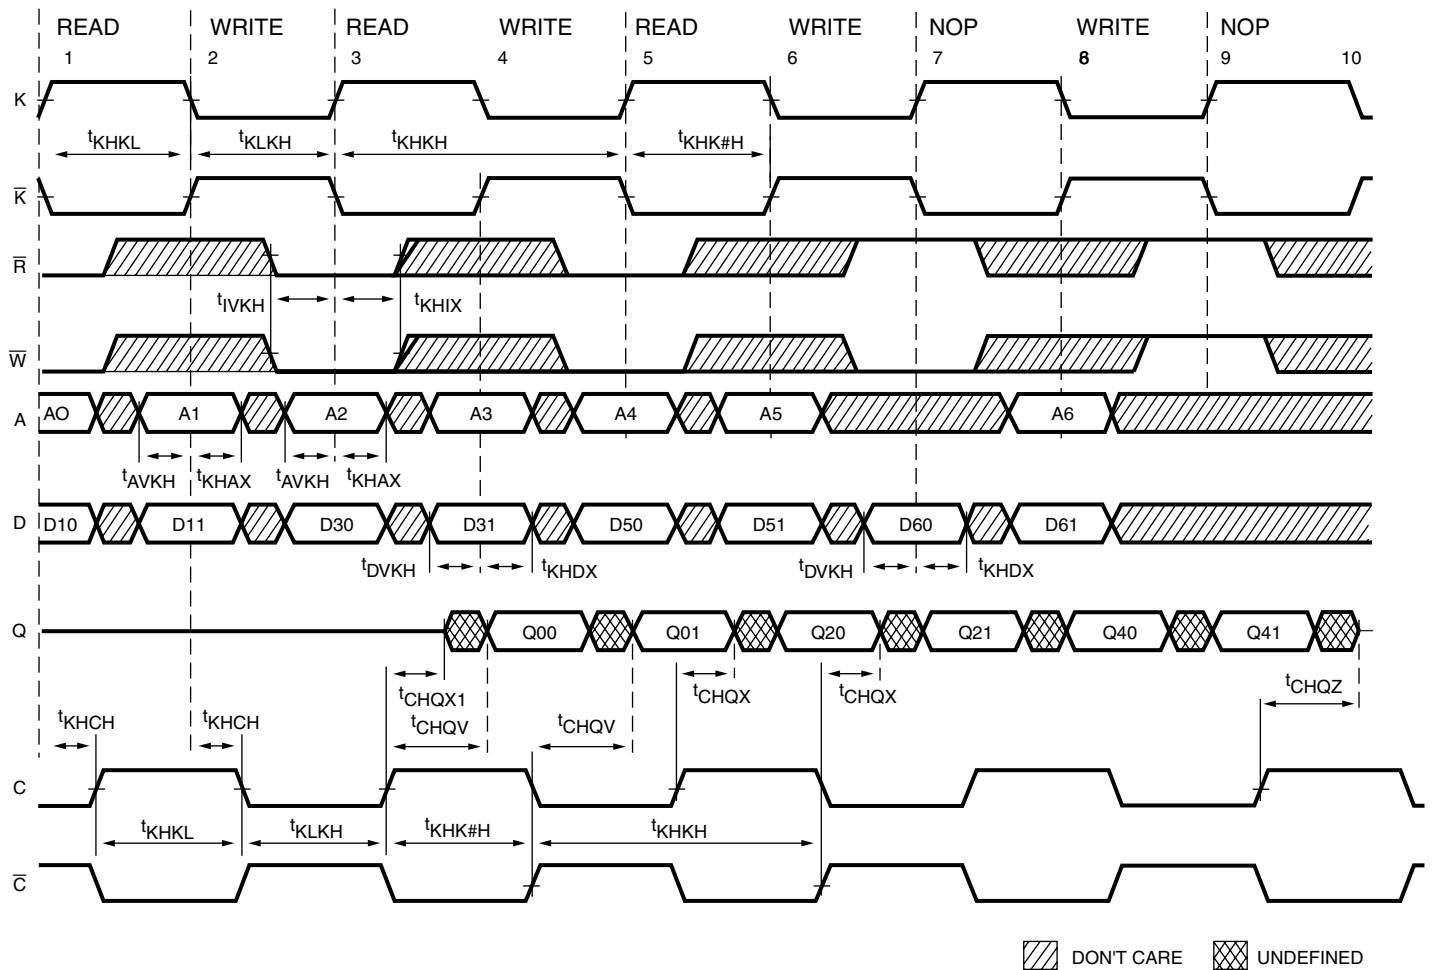 READ WRITE READ WRITE READ WRITE NOP WRITE NOP
1 2 3 4 5 6 7 8 9 10
K
tKHKL tKLKH tKHKH tKHK#H
K̅
R̅
tIVKH tKHIX
W̅
A AO A1 A2 A3 A4 A5 A6
tAVKH tKHAX tAVKH tKHAX
D D10 D11 D30 D31 D50 D51 D60 D61
tDVKH tKHDX tDVKH tKHDX
Q Q00 Q01 Q20 Q21 Q40 Q41
tCHQX1 tCHQX tCHQX tCHQZ
tKHCH tKHCH tCHQV tCHQV
C
tKHKL tKLKH tKHK#H tKHKH
C̅
DON'T CARE UNDEFINED